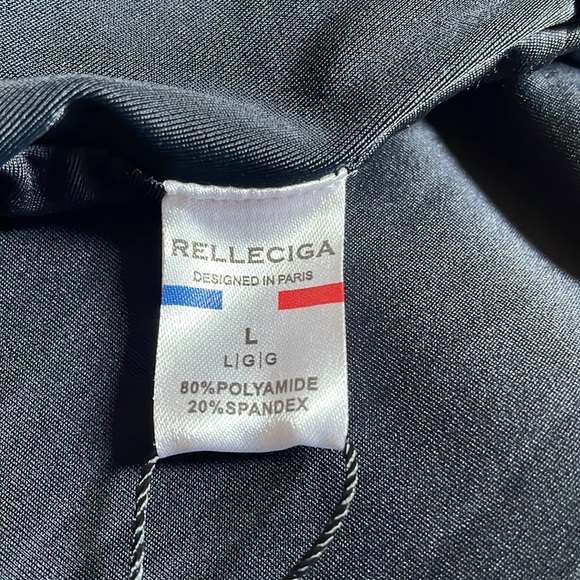 RELLECIGA
DESIGNED IN PARIS
L
L|G|G
80%POLYAMIDE
20%SPANDEX